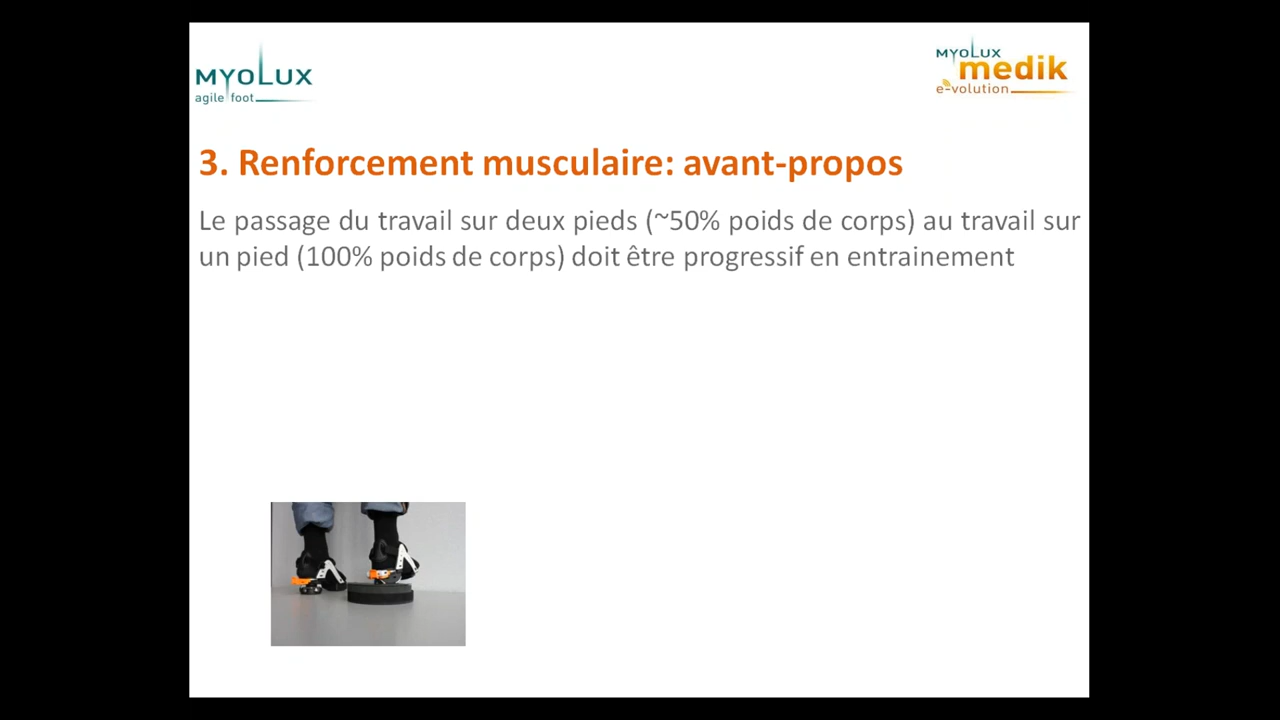 MYOLUX
agile foot
MYOLUX
medik
e-volution
3. Renforcement musculaire: avant-propos
Le passage du travail sur deux pieds (~50% poids de corps) au travail sur
un pied (100% poids de corps) doit être progressif en entrainement